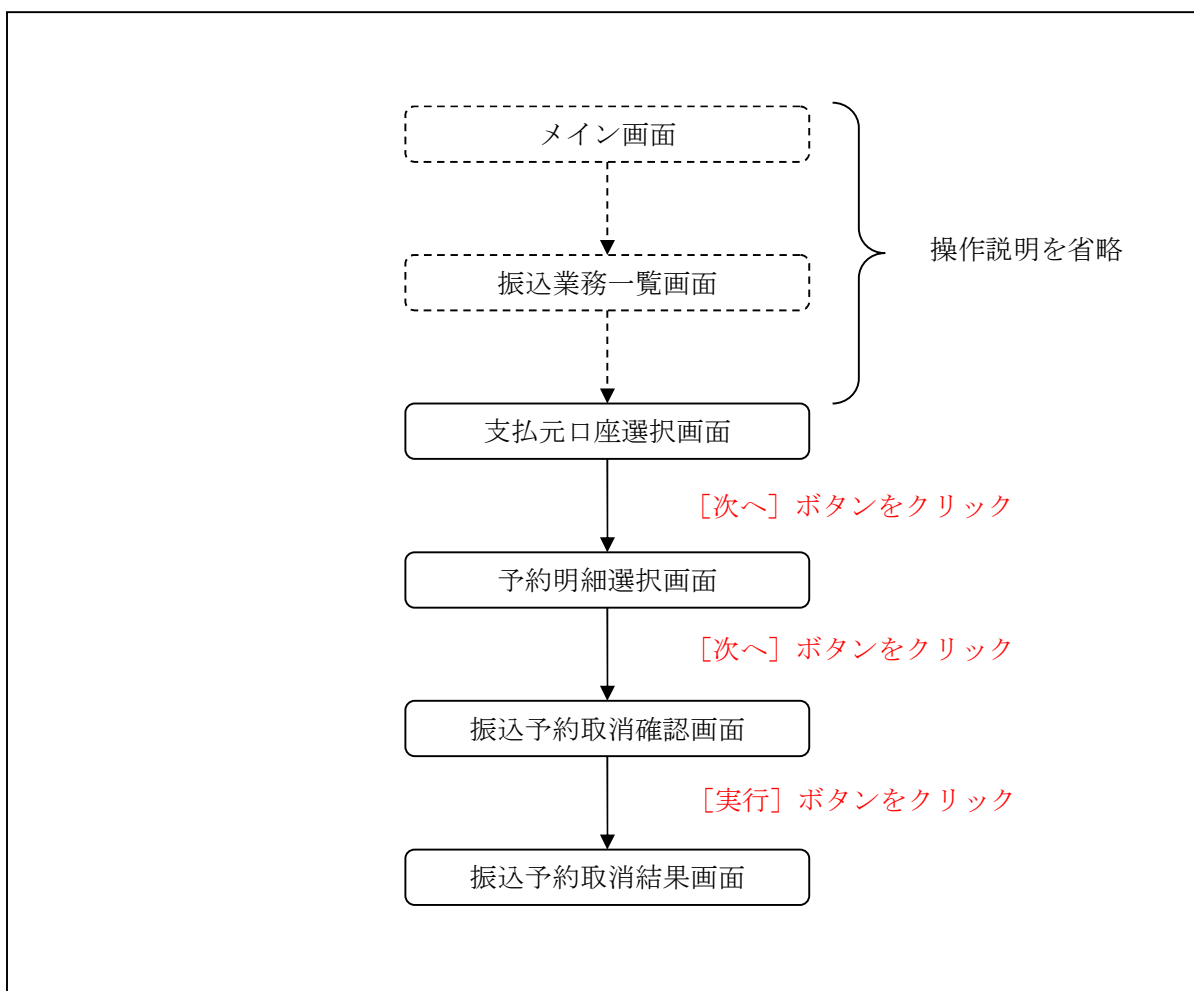 メイン画面
操作説明を省略
振込業務一覧画面
支払元口座選択画面
［次へ］ボタンをクリック
予約明細選択画面
［次へ］ボタンをクリック
振込予約取消確認画面
［実行］ボタンをクリック
振込予約取消結果画面